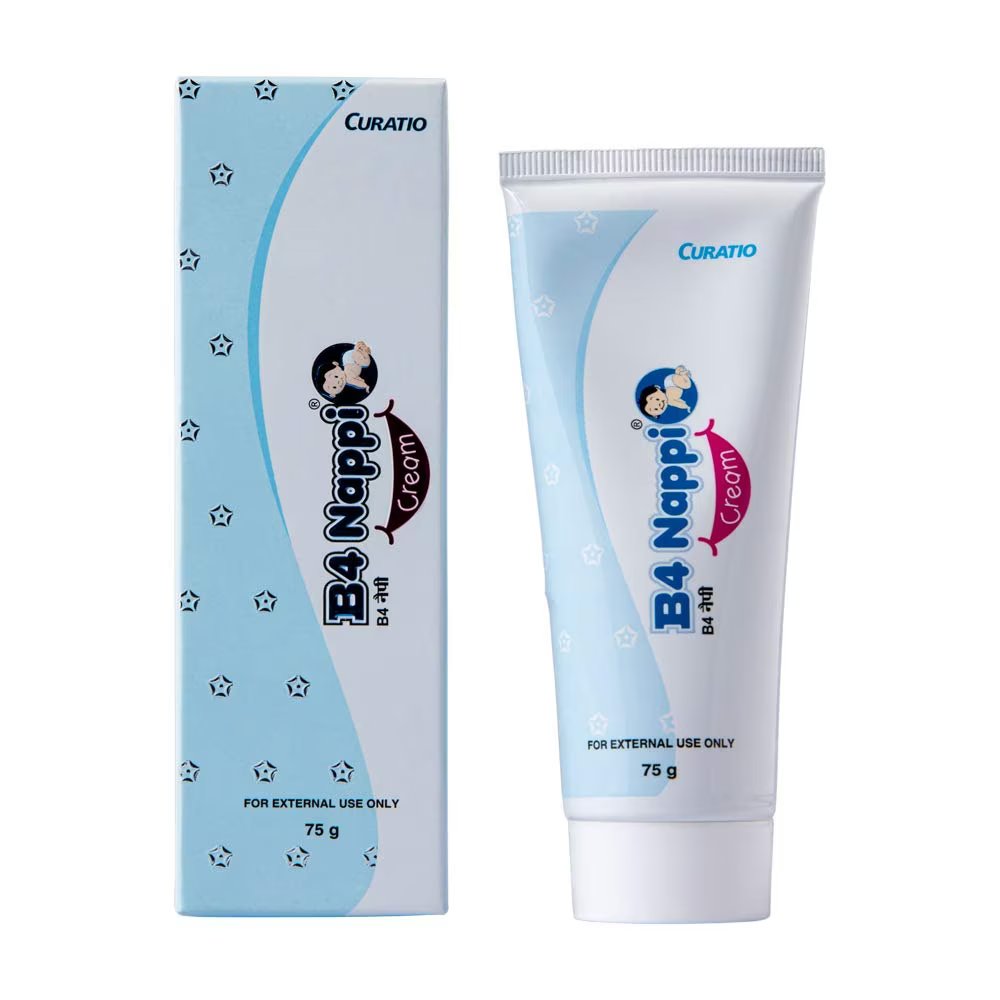 CURATIO
B4 Nappi®
Cream
B4 नैपी
FOR EXTERNAL USE ONLY
75 g
CURATIO
B4 Nappi®
Cream
B4 नैपी
FOR EXTERNAL USE ONLY
75 g